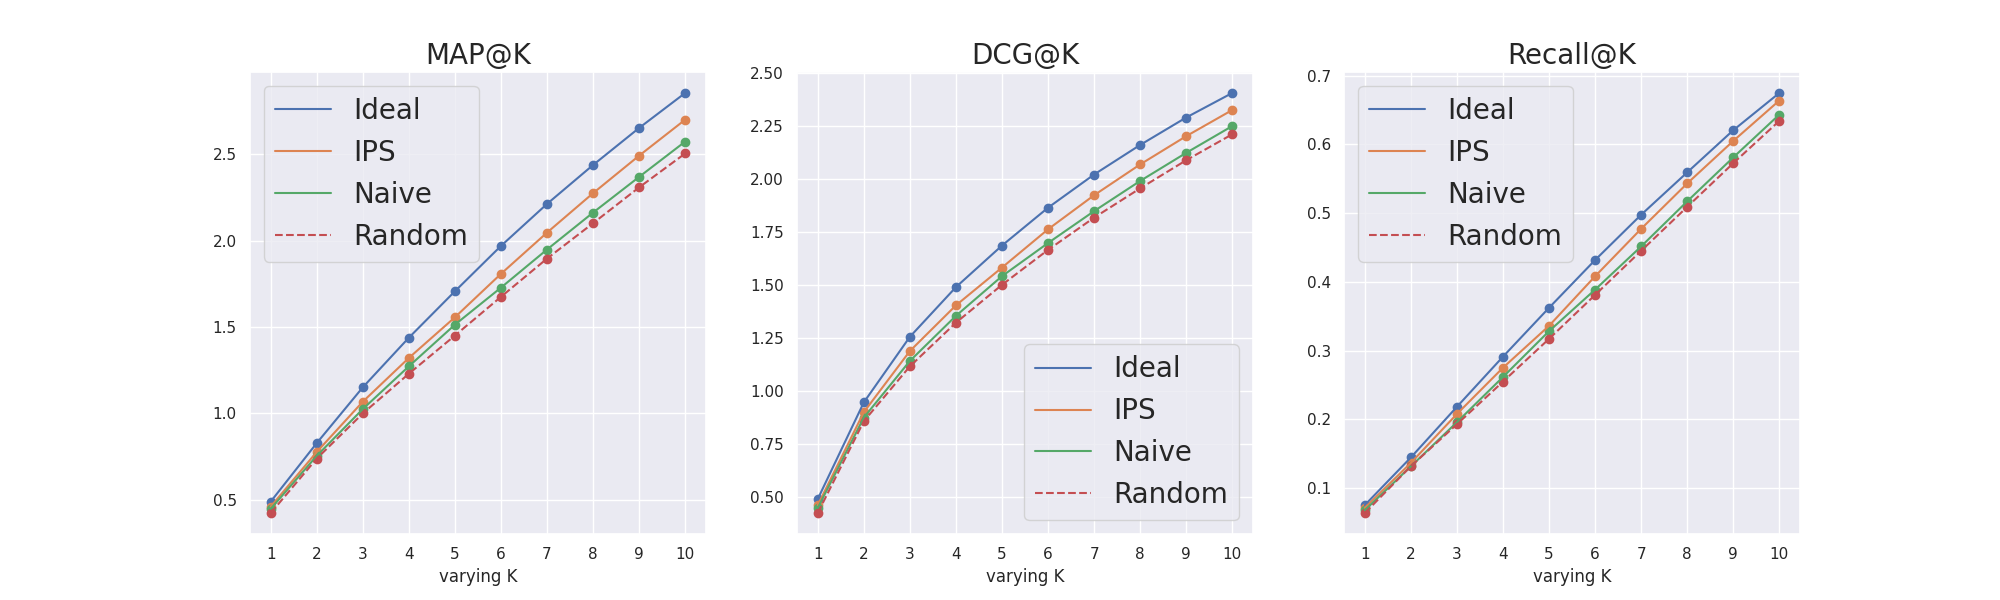 MAP@K
Ideal
IPS
Naive
Random
2.5
2.0
1.5
1.0
0.5
1 2 3 4 5 6 7 8 9 10
varying K
DCG@K
2.50
2.25
2.00
1.75
1.50
1.25
1.00
0.75
0.50
Ideal
IPS
Naive
Random
1 2 3 4 5 6 7 8 9 10
varying K
Recall@K
0.7
0.6
0.5
0.4
0.3
0.2
0.1
Ideal
IPS
Naive
Random
1 2 3 4 5 6 7 8 9 10
varying K